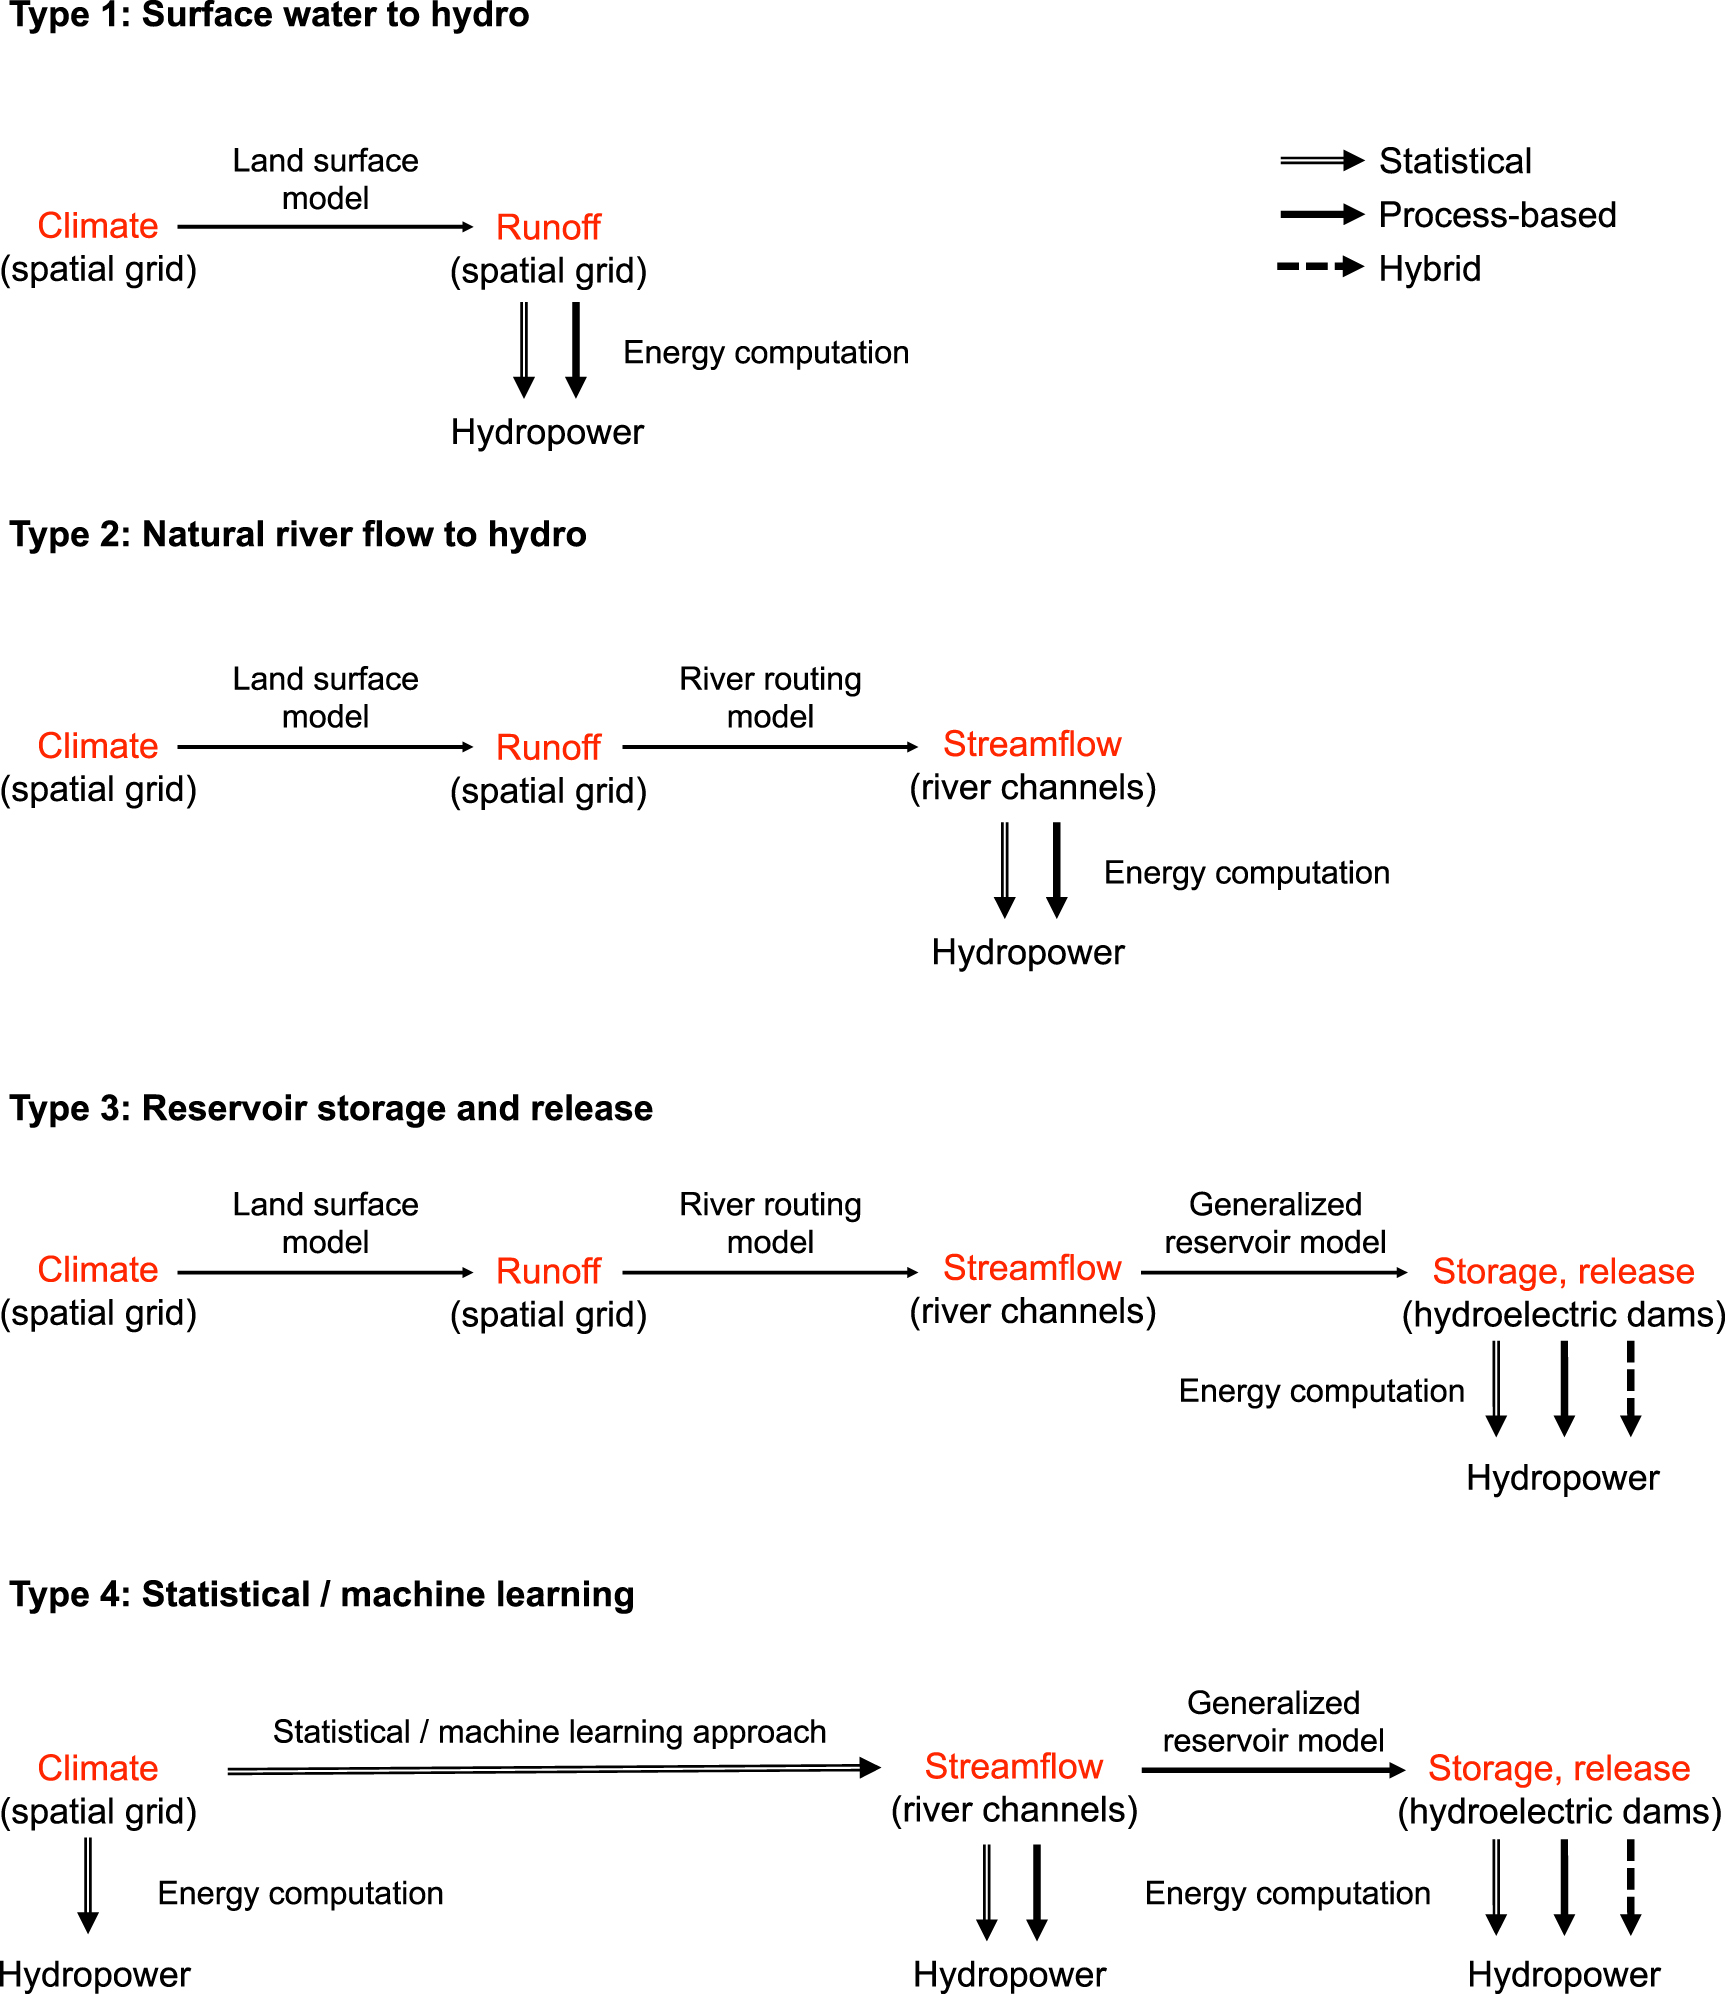 Type 1: Surface water to hydro
Land surface
model
Climate
(spatial grid)
Runoff
(spatial grid)
Energy computation
Hydropower
Statistical
Process-based
Hybrid
Type 2: Natural river flow to hydro
Land surface
model
River routing
model
Climate
(spatial grid)
Runoff
(spatial grid)
Streamflow
(river channels)
Energy computation
Hydropower
Type 3: Reservoir storage and release
Land surface
model
River routing
model
Generalized
reservoir model
Climate
(spatial grid)
Runoff
(spatial grid)
Streamflow
(river channels)
Storage, release
(hydroelectric dams)
Energy computation
Hydropower
Type 4: Statistical / machine learning
Statistical / machine learning approach
Generalized
reservoir model
Climate
(spatial grid)
Streamflow
(river channels)
Storage, release
(hydroelectric dams)
Energy computation
Energy computation
Hydropower
Hydropower
Hydropower